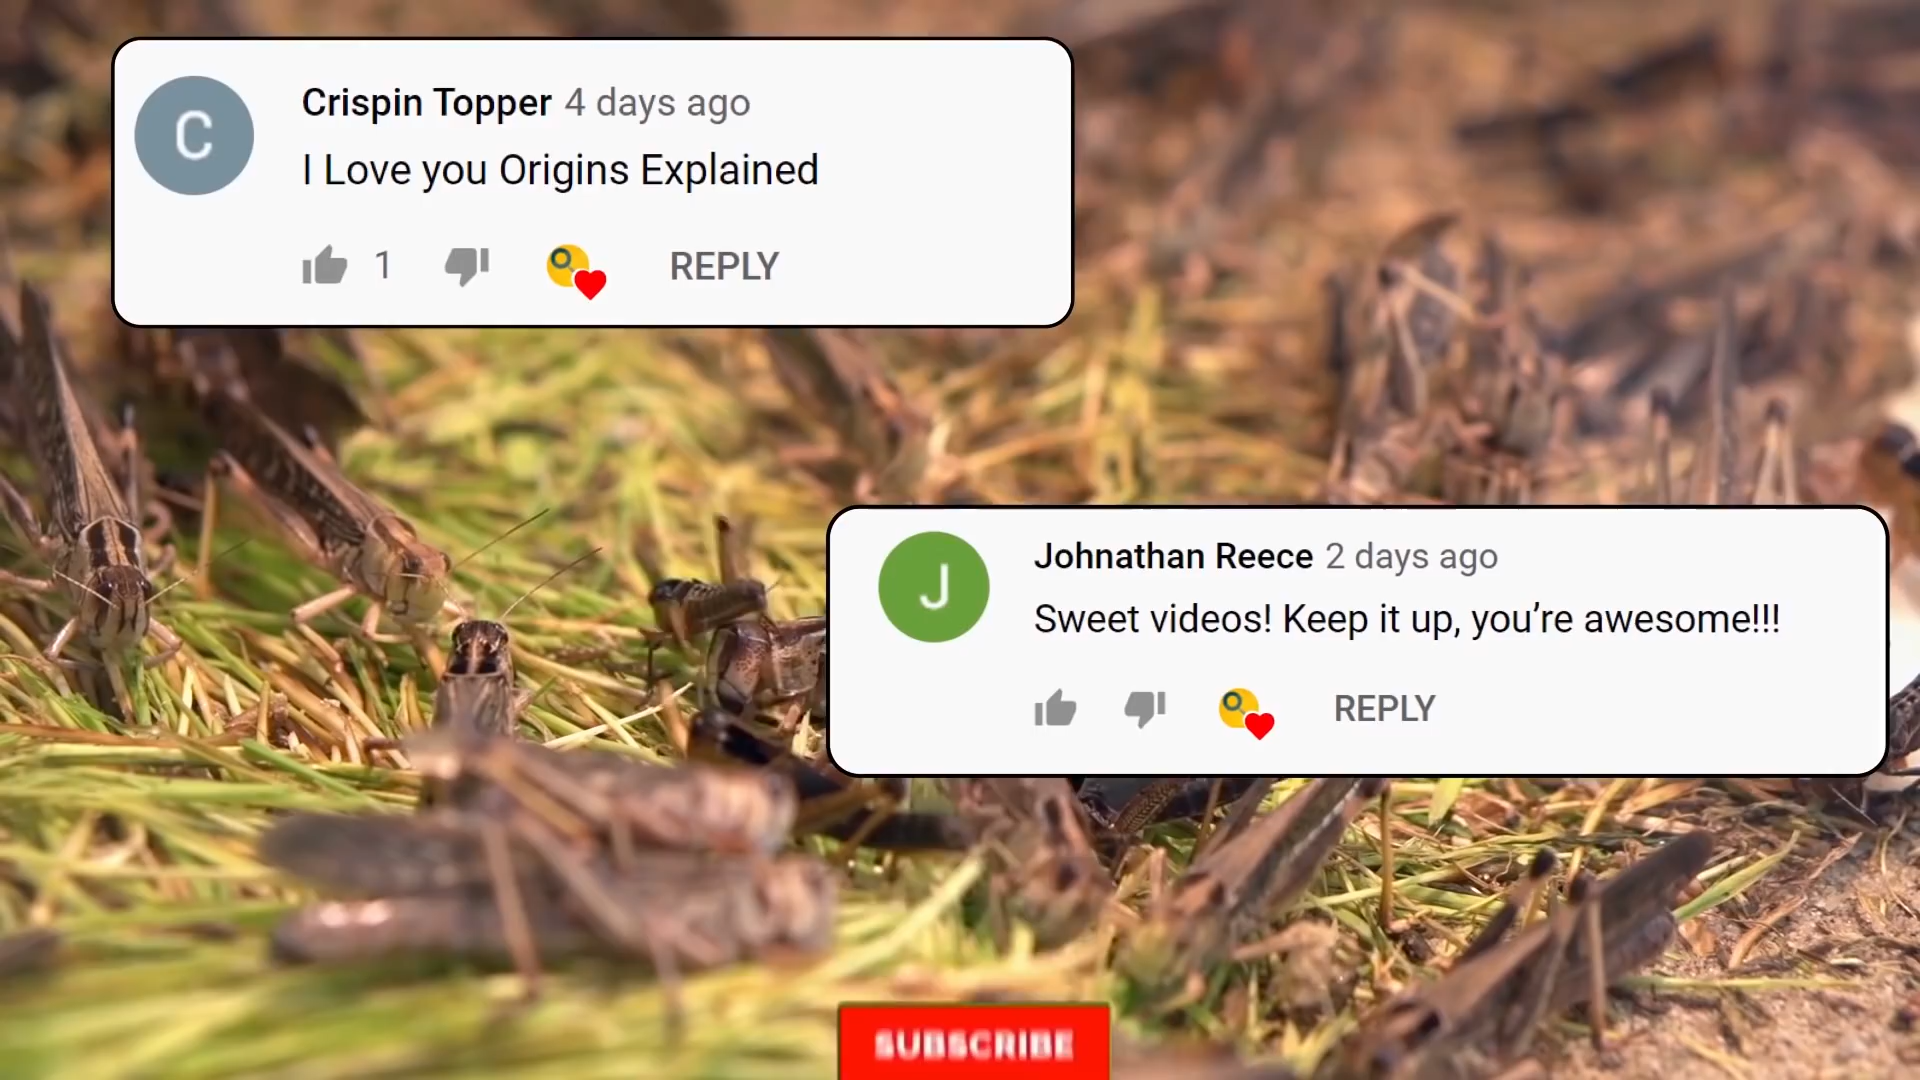 C
Crispin Topper 4 days ago
I Love you Origins Explained
1
REPLY
J
Johnathan Reece 2 days ago
Sweet videos! Keep it up, you’re awesome!!!
REPLY
SUBSCRIBE